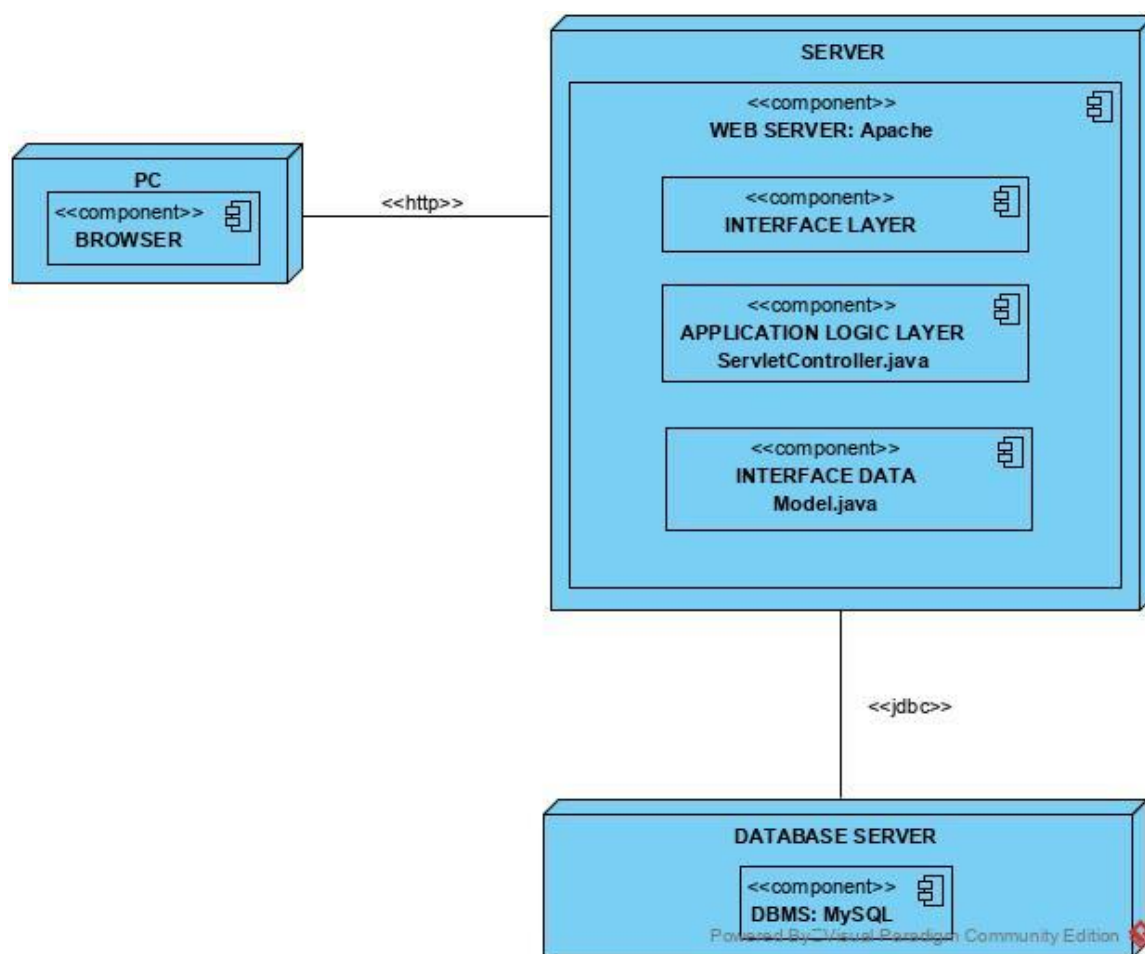 SERVER
<<component>>
WEB SERVER: Apache
<<component>>
INTERFACE LAYER
<<component>>
APPLICATION LOGIC LAYER
ServletController.java
<<component>>
INTERFACE DATA
Model.java
PC
<<component>>
BROWSER
<<http>>
<<jdbc>>
DATABASE SERVER
<<component>>
DBMS: MySQL
Powered By Visual Paradigm Community Edition